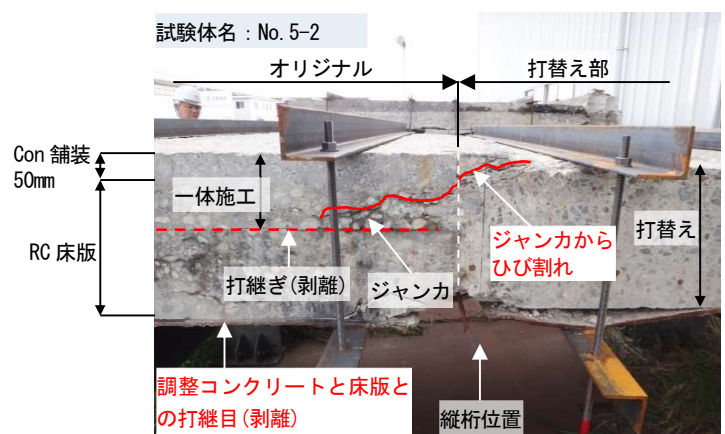 試験体名：No.5-2
オリジナル
打替え部
Con 舗装
50mm
一体施工
RC 床版
打替え
ジャンカから
ひび割れ
打継ぎ(剥離)
ジャンカ
調整コンクリートと床版と
の打継目(剥離)
縦桁位置